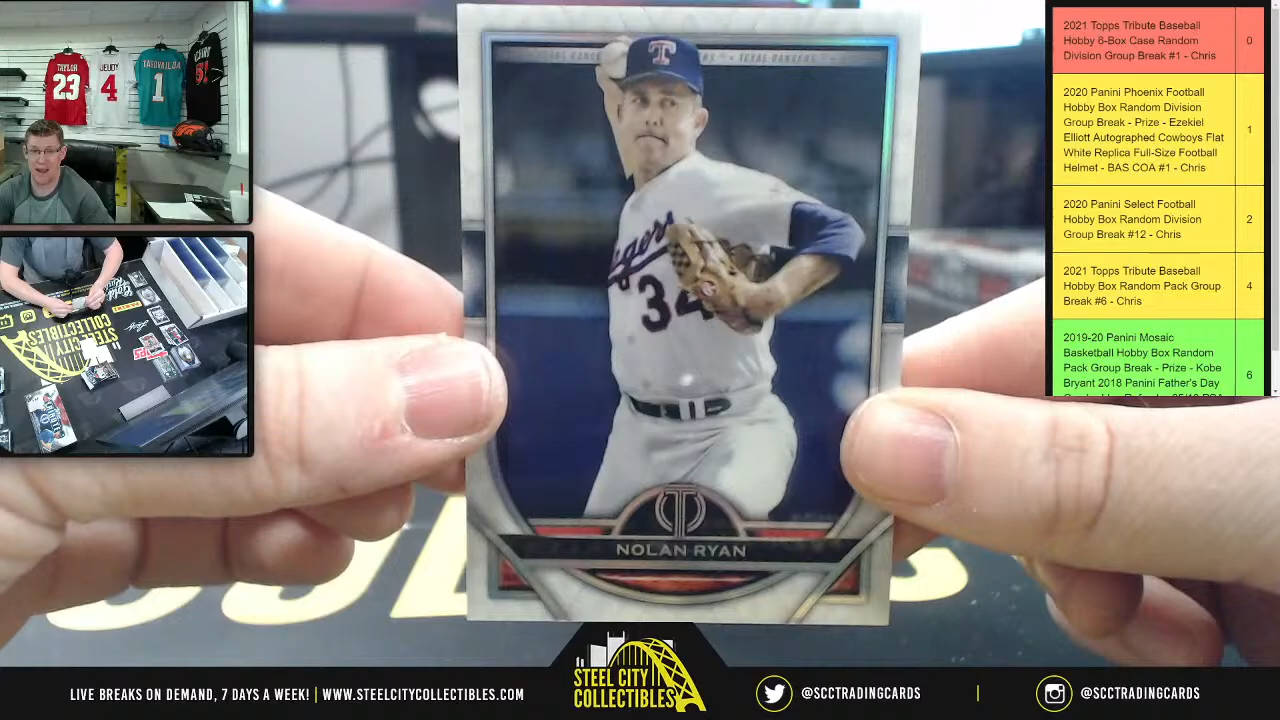 TAYLOR
23
JEUDY
4
TAGOVAILOA
1
2021 Topps Tribute Baseball
Hobby 6-Box Case Random
Division Group Break #1 - Chris
0
2020 Panini Phoenix Football
Hobby Box Random Division
Group Break - Prize - Ezekiel
Elliott Autographed Cowboys Flat
White Replica Full-Size Football
Helmet - BAS COA #1 - Chris
1
2020 Panini Select Football
Hobby Box Random Division
Group Break #12 - Chris
2
2021 Topps Tribute Baseball
Hobby Box Random Pack Group
Break #6 - Chris
4
2019-20 Panini Mosaic
Basketball Hobby Box Random
Pack Group Break - Prize - Kobe
Bryant 2018 Panini Father's Day
6
TEXAS RANGERS
T
Rangers
34
NOLAN RYAN
STEEL CITY
COLLECTIBLES
LIVE BREAKS ON DEMAND, 7 DAYS A WEEK! | WWW.STEELCITYCOLLECTIBLES.COM
STEEL CITY
COLLECTIBLES
@SCCTRADINGCARDS
|
@SCCTRADINGCARDS